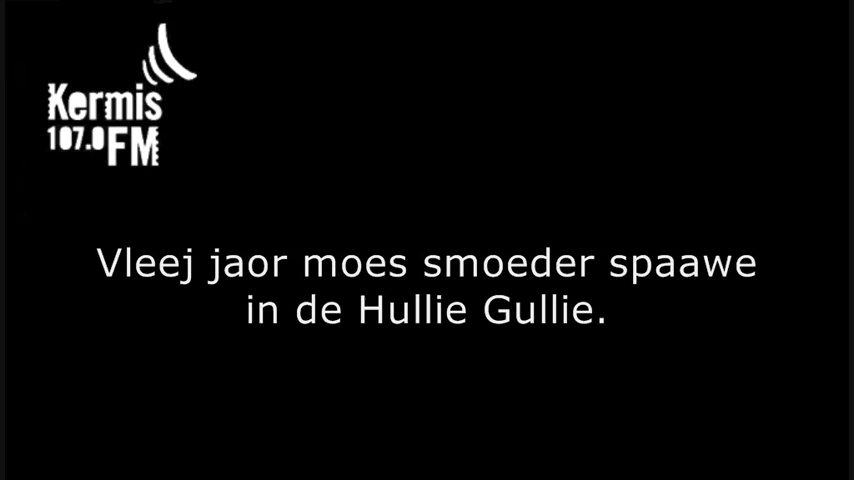 Kermis
107.0 FM
Vleej jaor moes smoeder spaawe
in de Hullie Gullie.